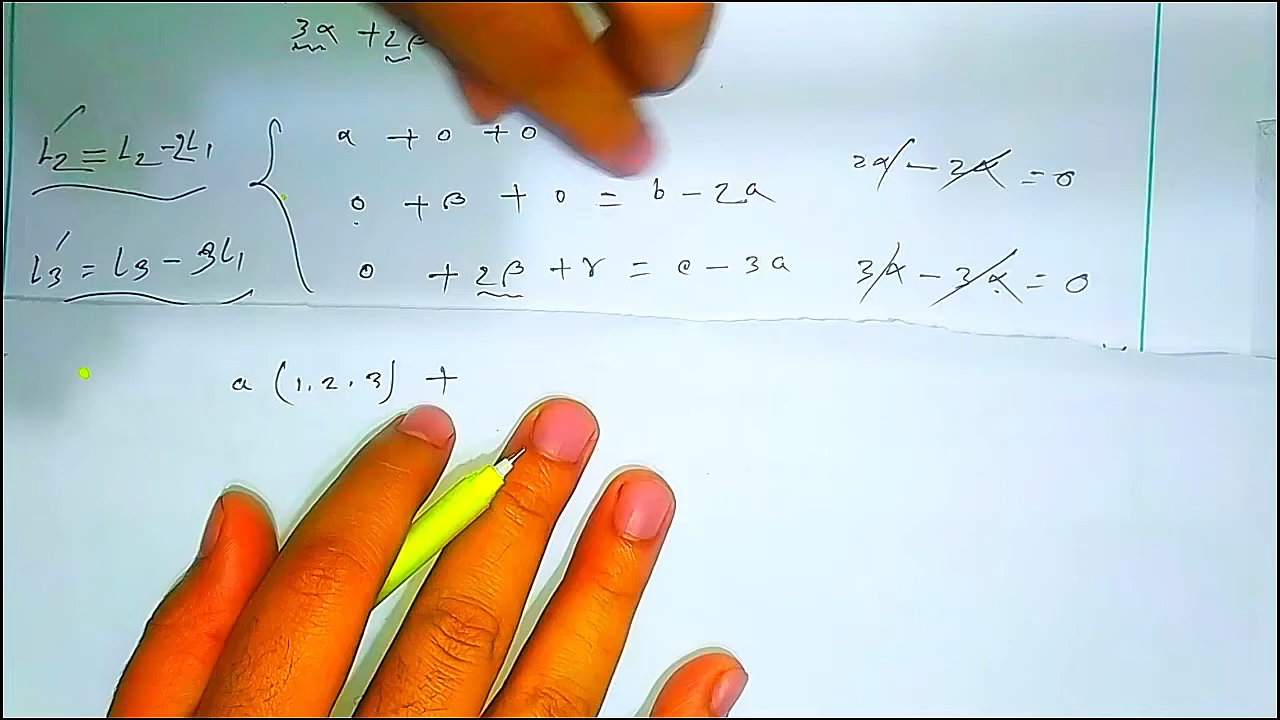 3α + 2β
L₂' = L₂ - 2L₁
α + 0 + 0
0 + β + 0 = b - 2a
2α - 2α = 0
L₃' = L₃ - 3L₁
0 + 2β + γ = c - 3a
3α - 3α = 0
a (1, 2, 3) +